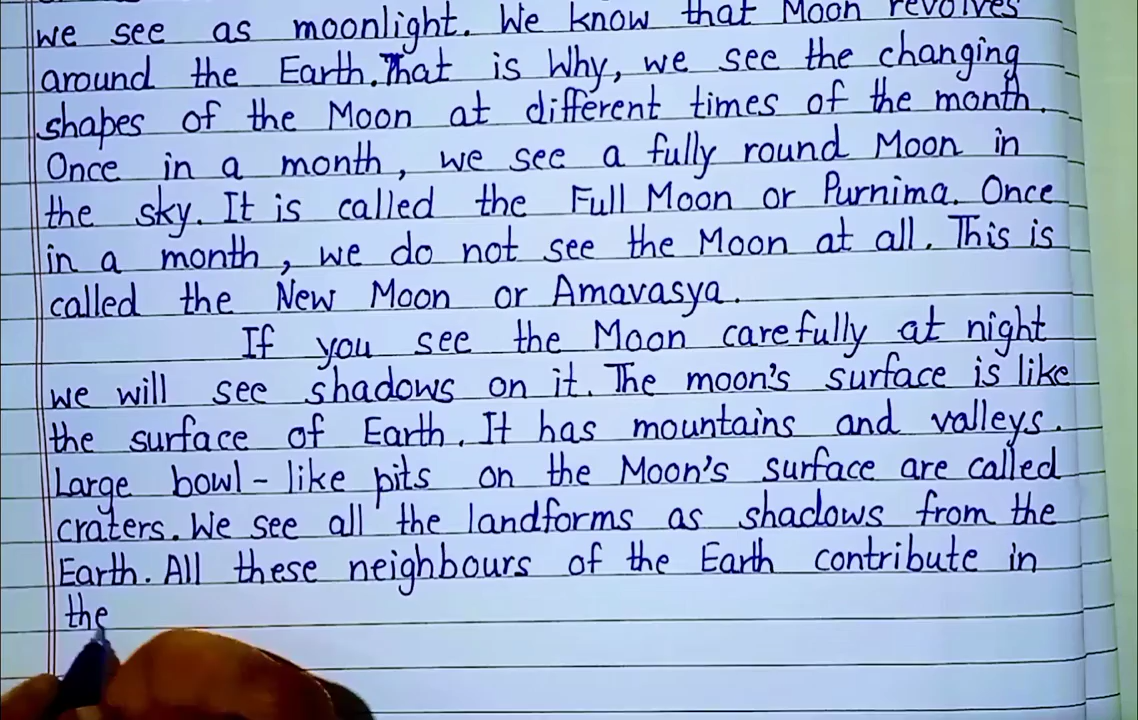 we see as moonlight. We know that Moon revolves
around the Earth. That is Why, we see the changing
shapes of the Moon at different times of the month.
Once in a month, we see a fully round Moon in
the sky. It is called the Full Moon or Purnima. Once
in a month, we do not see the Moon at all. This is
called the New Moon or Amavasya.
If you see the Moon carefully at night
we will see shadows on it. The moon's surface is like
the surface of Earth. It has mountains and valleys.
Large bowl-like pits on the Moon's surface are called
craters. We see all the landforms as shadows from the
Earth. All these neighbours of the Earth contribute in
the